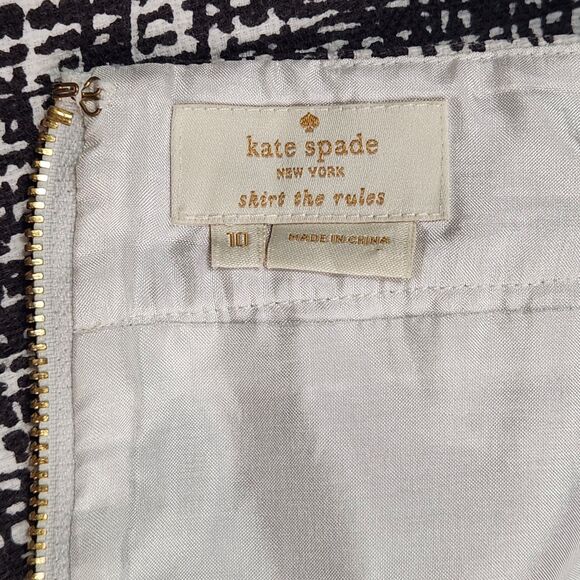 kate spade
NEW YORK
skirt the rules
10
MADE IN CHINA